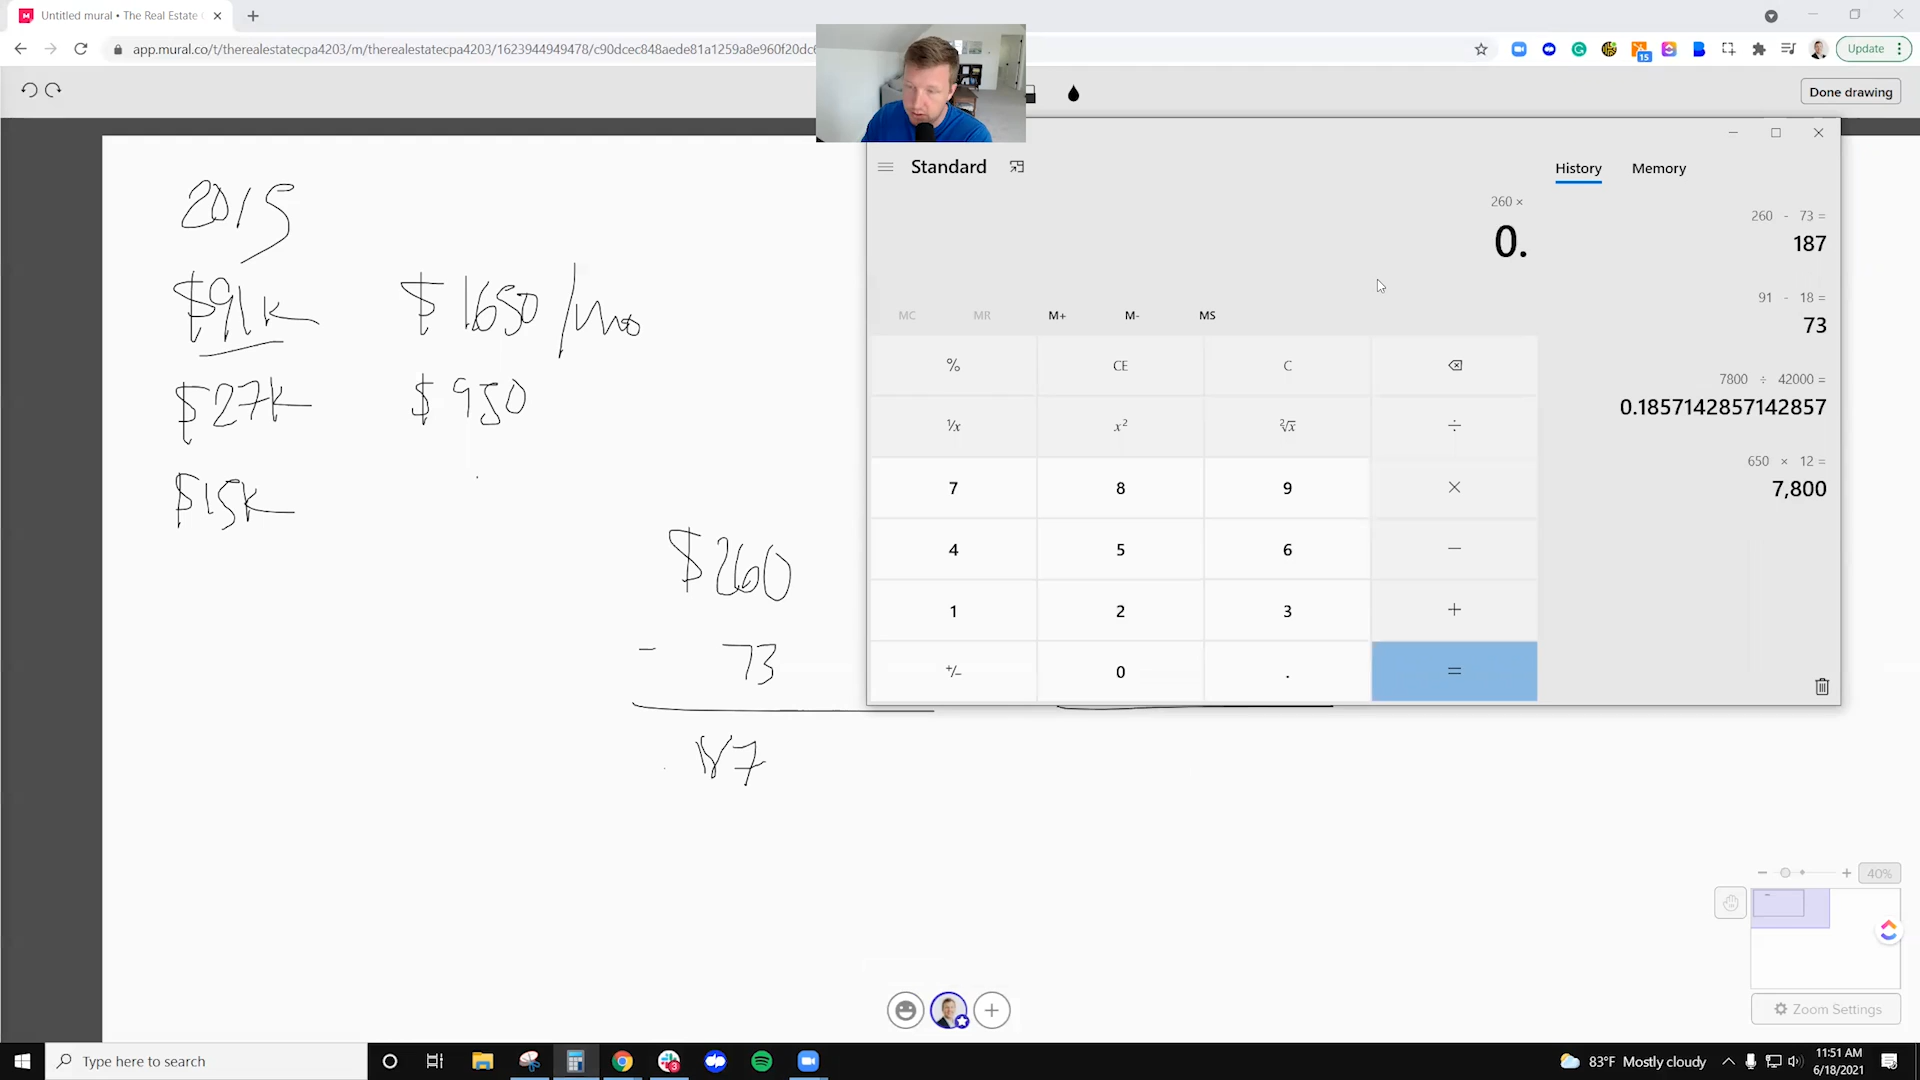 Untitled mural • The Real Estate
app.mural.co/t/therealestatecpa4203/m/therealestatecpa4203/1623944949478/c90dcec848aede81a1259a8e960f20dc6
15
Update
Done drawing
Standard
History
Memory
260 ×
0.
260 - 73 =
187
91 - 18 =
73
7800 ÷ 42000 =
0.1857142857142857
650 × 12 =
7,800
MC MR M+ M- MS
% CE C
¹/x x² ²√x ÷
7 8 9 ×
4 5 6 −
1 2 3 +
+/− 0 . =
2015
$91k $1650/mo
$27k $950
$15k
$260
- 73
187
40%
Zoom Settings
Type here to search
3
83°F Mostly cloudy
11:51 AM
6/18/2021